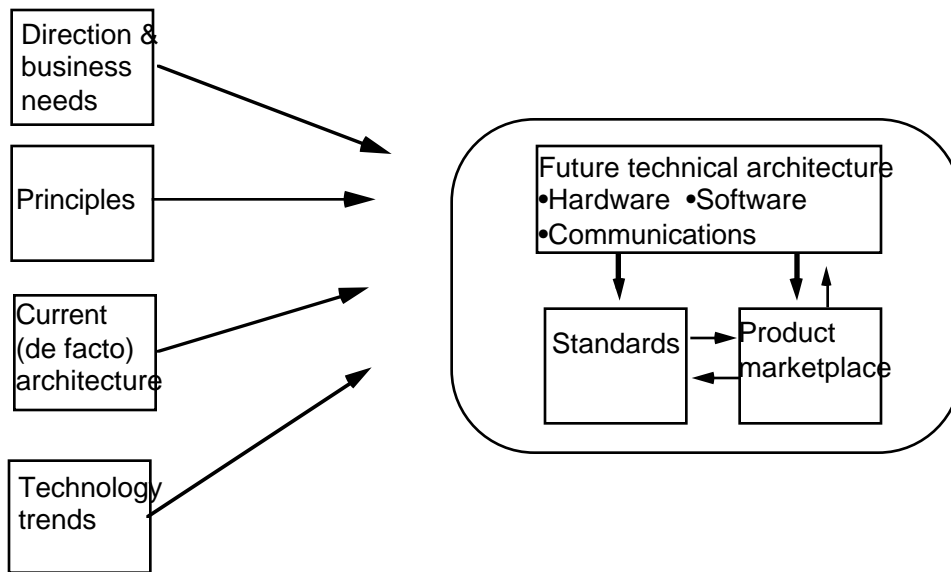 Direction &
business
needs
Principles
Current
(de facto)
architecture
Technology
trends
Future technical architecture
•Hardware •Software
•Communications
Standards
Product
marketplace